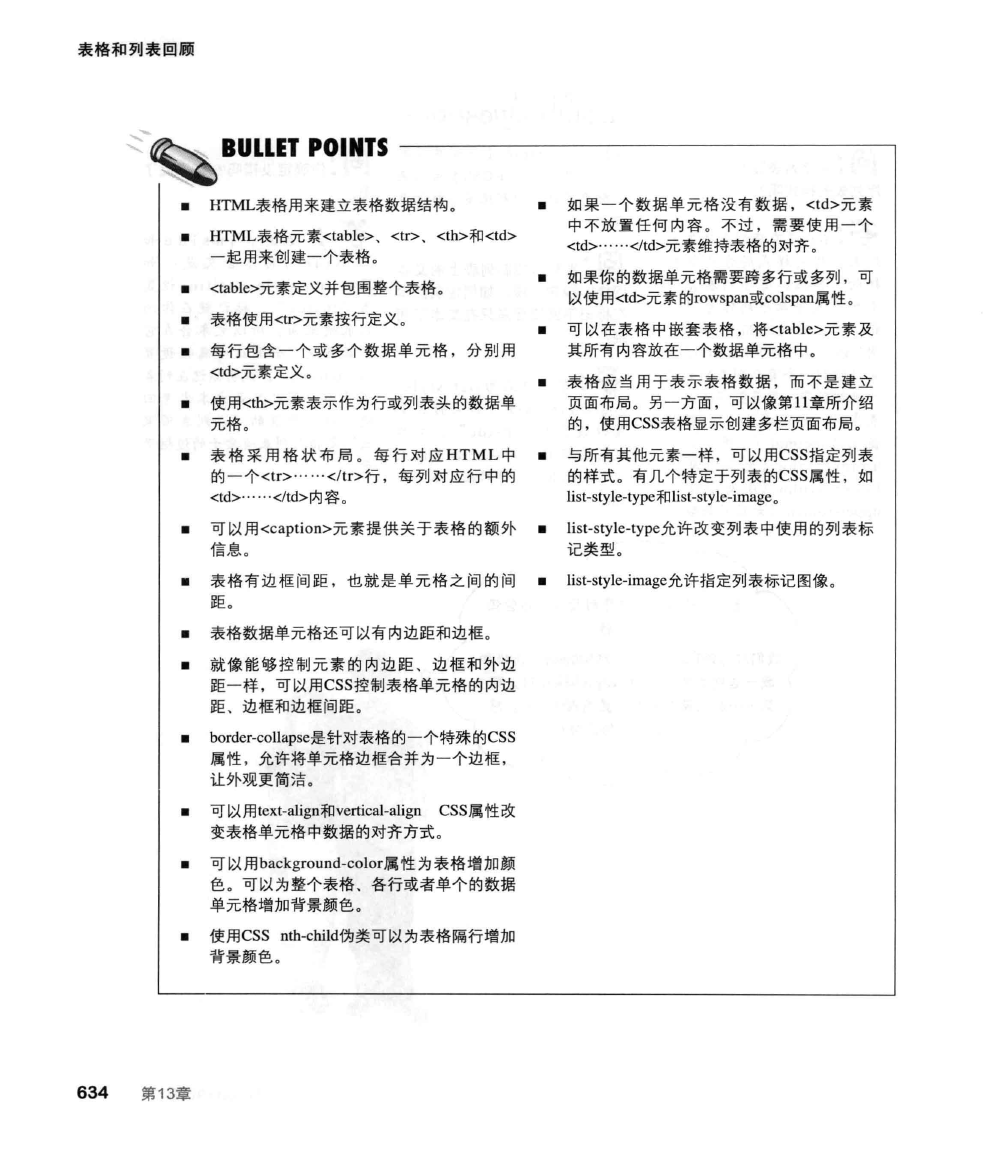 表格和列表回顾
BULLET POINTS
■ HTML表格用来建立表格数据结构。
■ HTML表格元素<table>、<tr>、<th>和<td>
一起用来创建一个表格。
■ <table>元素定义并包围整个表格。
■ 表格使用<tr>元素按行定义。
■ 每行包含一个或多个数据单元格，分别用
<td>元素定义。
■ 使用<th>元素表示作为行或列表头的数据单
元格。
■ 表格采用格状布局。每行对应HTML中
的一个<tr>……</tr>行，每列对应行中的
<td>……</td>内容。
■ 可以用<caption>元素提供关于表格的额外
信息。
■ 表格有边框间距，也就是单元格之间的间
距。
■ 表格数据单元格还可以有内边距和边框。
■ 就像能够控制元素的内边距、边框和外边
距一样，可以用CSS控制表格单元格的内边
距、边框和边框间距。
■ border-collapse是针对表格的一个特殊的CSS
属性，允许将单元格边框合并为一个边框，
让外观更简洁。
■ 可以用text-align和vertical-align CSS属性改
变表格单元格中数据的对齐方式。
■ 可以用background-color属性为表格增加颜
色。可以为整个表格、各行或者单个的数据
单元格增加背景颜色。
■ 使用CSS nth-child伪类可以为表格隔行增加
背景颜色。
■ 如果一个数据单元格没有数据，<td>元素
中不放置任何内容。不过，需要使用一个
<td>……</td>元素维持表格的对齐。
■ 如果你的数据单元格需要跨多行或多列，可
以使用<td>元素的rowspan或colspan属性。
■ 可以在表格中嵌套表格，将<table>元素及
其所有内容放在一个数据单元格中。
■ 表格应当用于表示表格数据，而不是建立
页面布局。另一方面，可以像第11章所介绍
的，使用CSS表格显示创建多栏页面布局。
■ 与所有其他元素一样，可以用CSS指定列表
的样式。有几个特定于列表的CSS属性，如
list-style-type和list-style-image。
■ list-style-type允许改变列表中使用的列表标
记类型。
■ list-style-image允许指定列表标记图像。
634 第13章